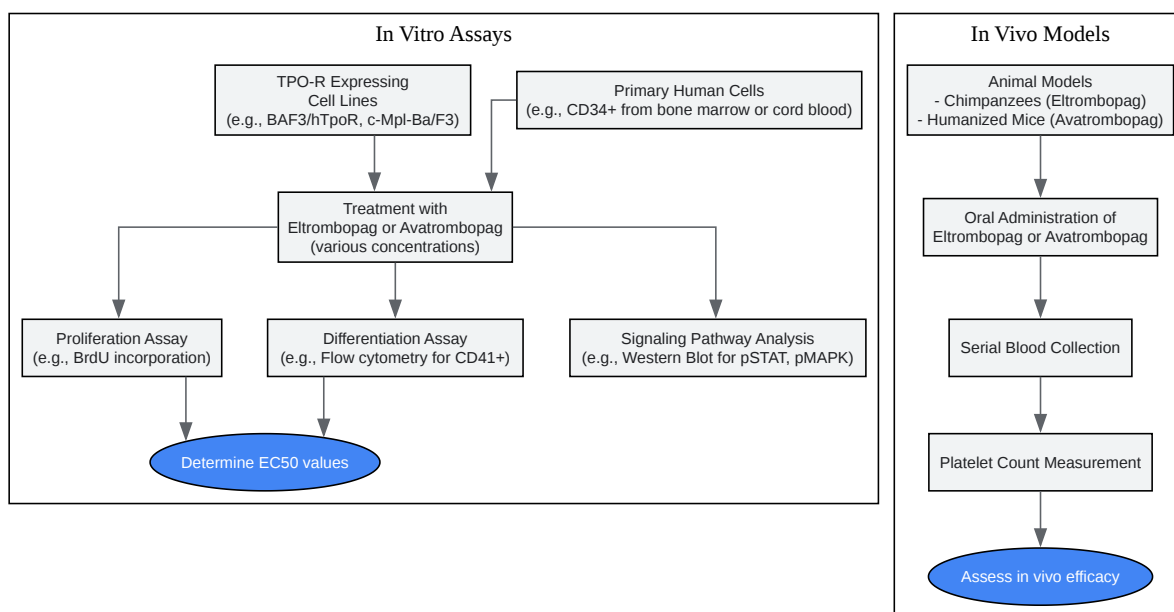 In Vitro Assays
TPO-R Expressing
Cell Lines
(e.g., BAF3/hTpoR, c-Mpl-Ba/F3)
Primary Human Cells
(e.g., CD34+ from bone marrow or cord blood)
Treatment with
Eltrombopag or Avatrombopag
(various concentrations)
Proliferation Assay
(e.g., BrdU incorporation)
Differentiation Assay
(e.g., Flow cytometry for CD41+)
Signaling Pathway Analysis
(e.g., Western Blot for pSTAT, pMAPK)
Determine EC50 values
In Vivo Models
Animal Models
- Chimpanzees (Eltrombopag)
- Humanized Mice (Avatrombopag)
Oral Administration of
Eltrombopag or Avatrombopag
Serial Blood Collection
Platelet Count Measurement
Assess in vivo efficacy